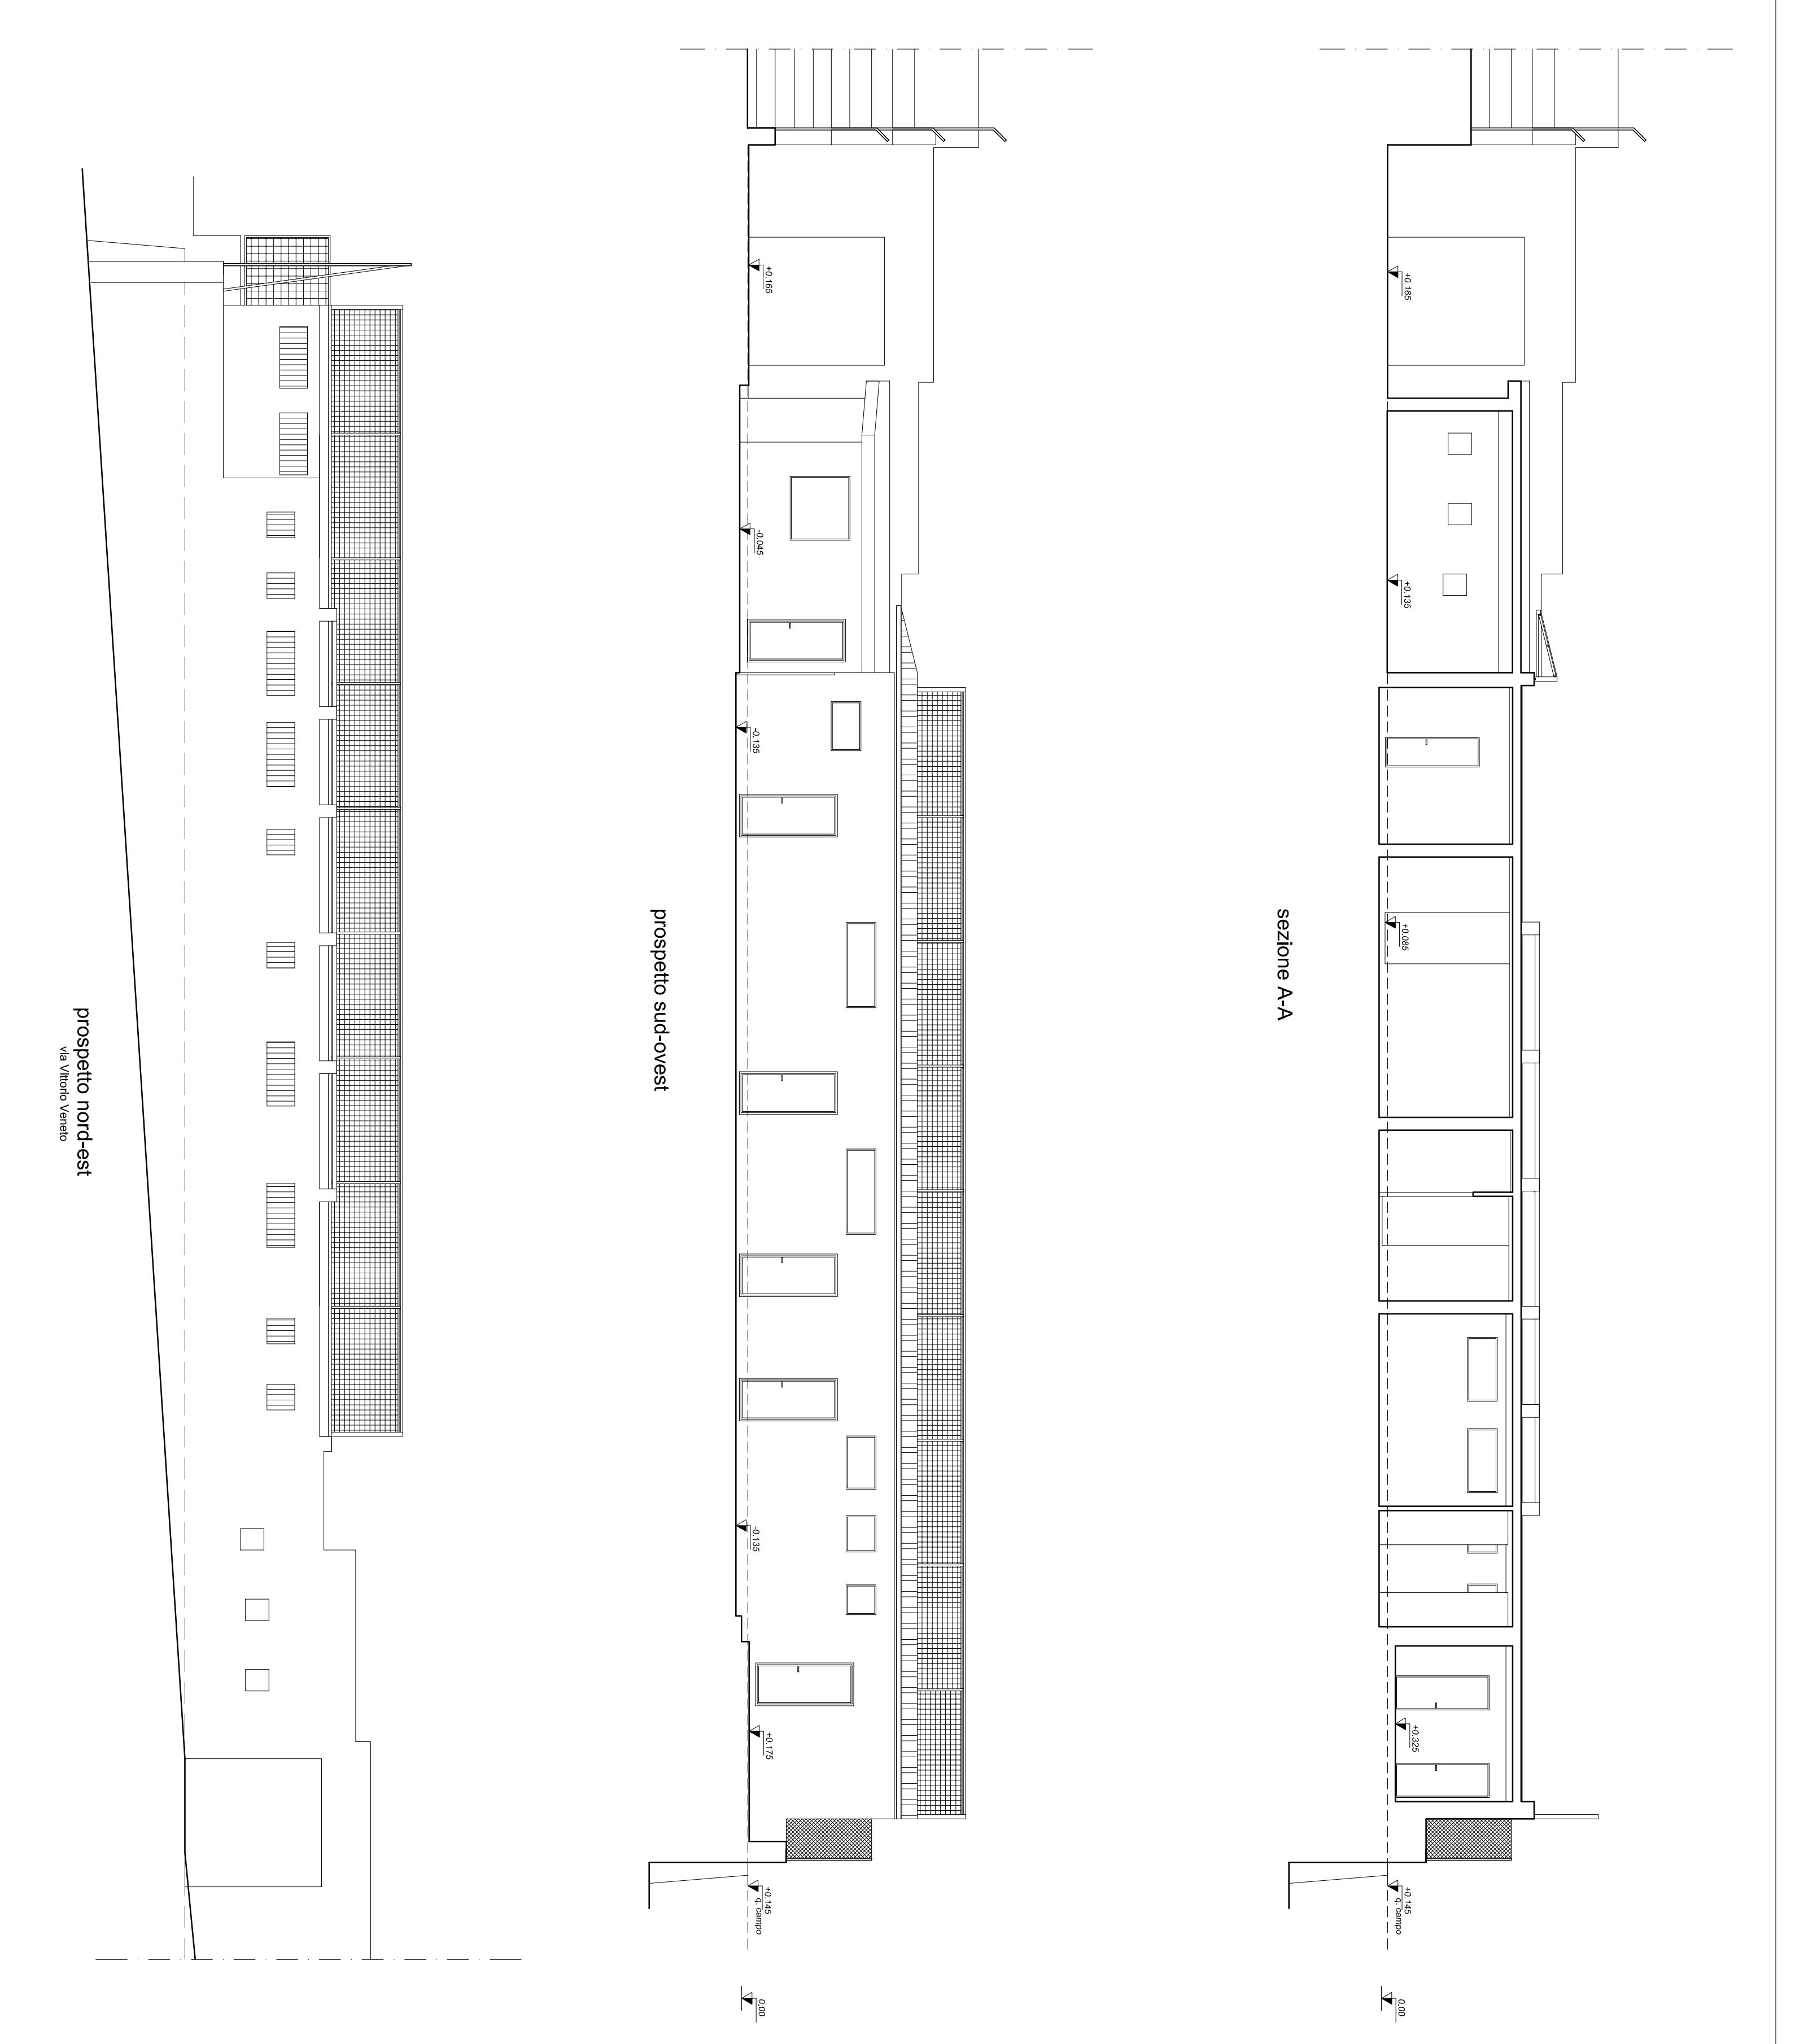 sezione A-A
+0.165
+0.135
+0.085
+0.325
+0.145
q. campo
0.00
prospetto sud-ovest
+0.165
-0.045
-0.135
-0.135
+0.175
+0.145
q. campo
0.00
prospetto nord-est
via Vittorio Veneto